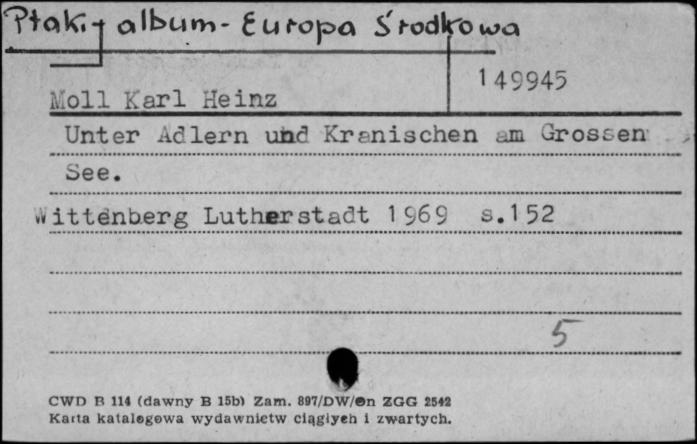 Ptaki - album - Europa Środkowa
149945
Moll Karl Heinz
Unter Adlern und Kranischen am Grossen
See.
Wittenberg Lutherstadt 1969 s.152
5
CWD B 114 (dawny B 15b) Zam. 897/DW/Øn ZGG 2542
Karta katalogowa wydawnictw ciągłych i zwartych.